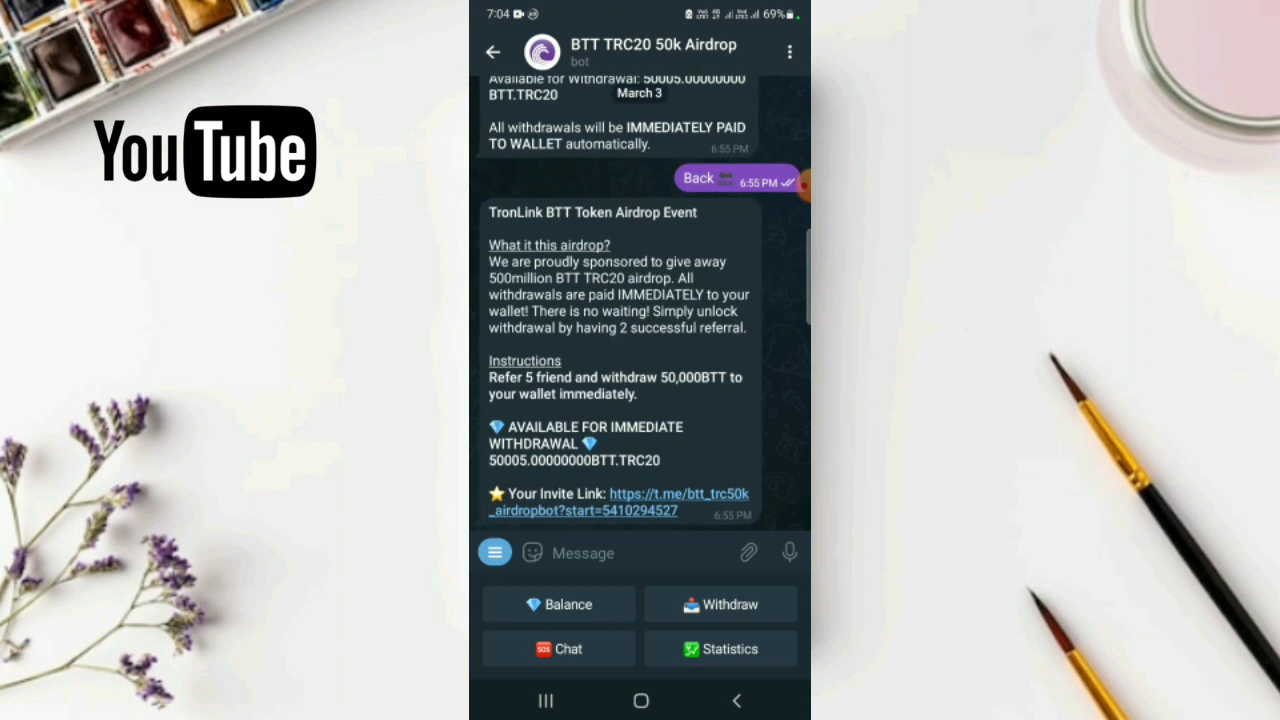 YouTube
7:04
69%
BTT TRC20 50k Airdrop
bot
Available for Withdrawal: 50005.00000000
BTT.TRC20
March 3
All withdrawals will be IMMEDIATELY PAID
TO WALLET automatically.
6:55 PM
Back
6:55 PM
TronLink BTT Token Airdrop Event
What it this airdrop?
We are proudly sponsored to give away
500million BTT TRC20 airdrop. All
withdrawals are paid IMMEDIATELY to your
wallet! There is no waiting! Simply unlock
withdrawal by having 2 successful referral.
Instructions
Refer 5 friend and withdraw 50,000BTT to
your wallet immediately.
💎 AVAILABLE FOR IMMEDIATE
WITHDRAWAL 💎
50005.00000000BTT.TRC20
⭐ Your Invite Link: https://t.me/btt_trc50k
_airdropbot?start=5410294527
6:55 PM
Message
💎 Balance
📤 Withdraw
🆘 Chat
💹 Statistics